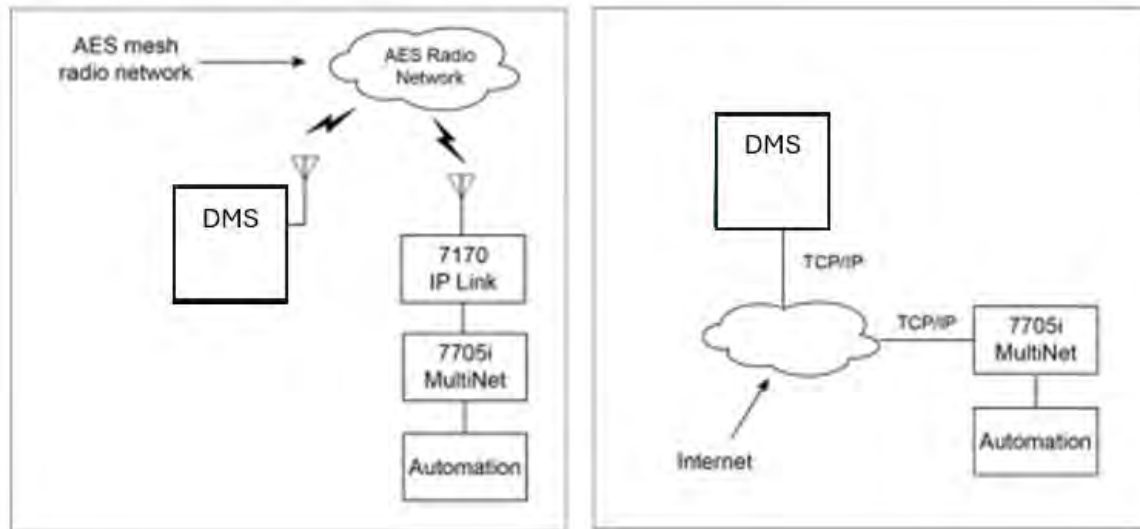 AES mesh
radio network
AES Radio
Network
DMS
7170
IP Link
7705i
MultiNet
Automation
DMS
TCP/IP
TCP/IP
7705i
MultiNet
Automation
Internet